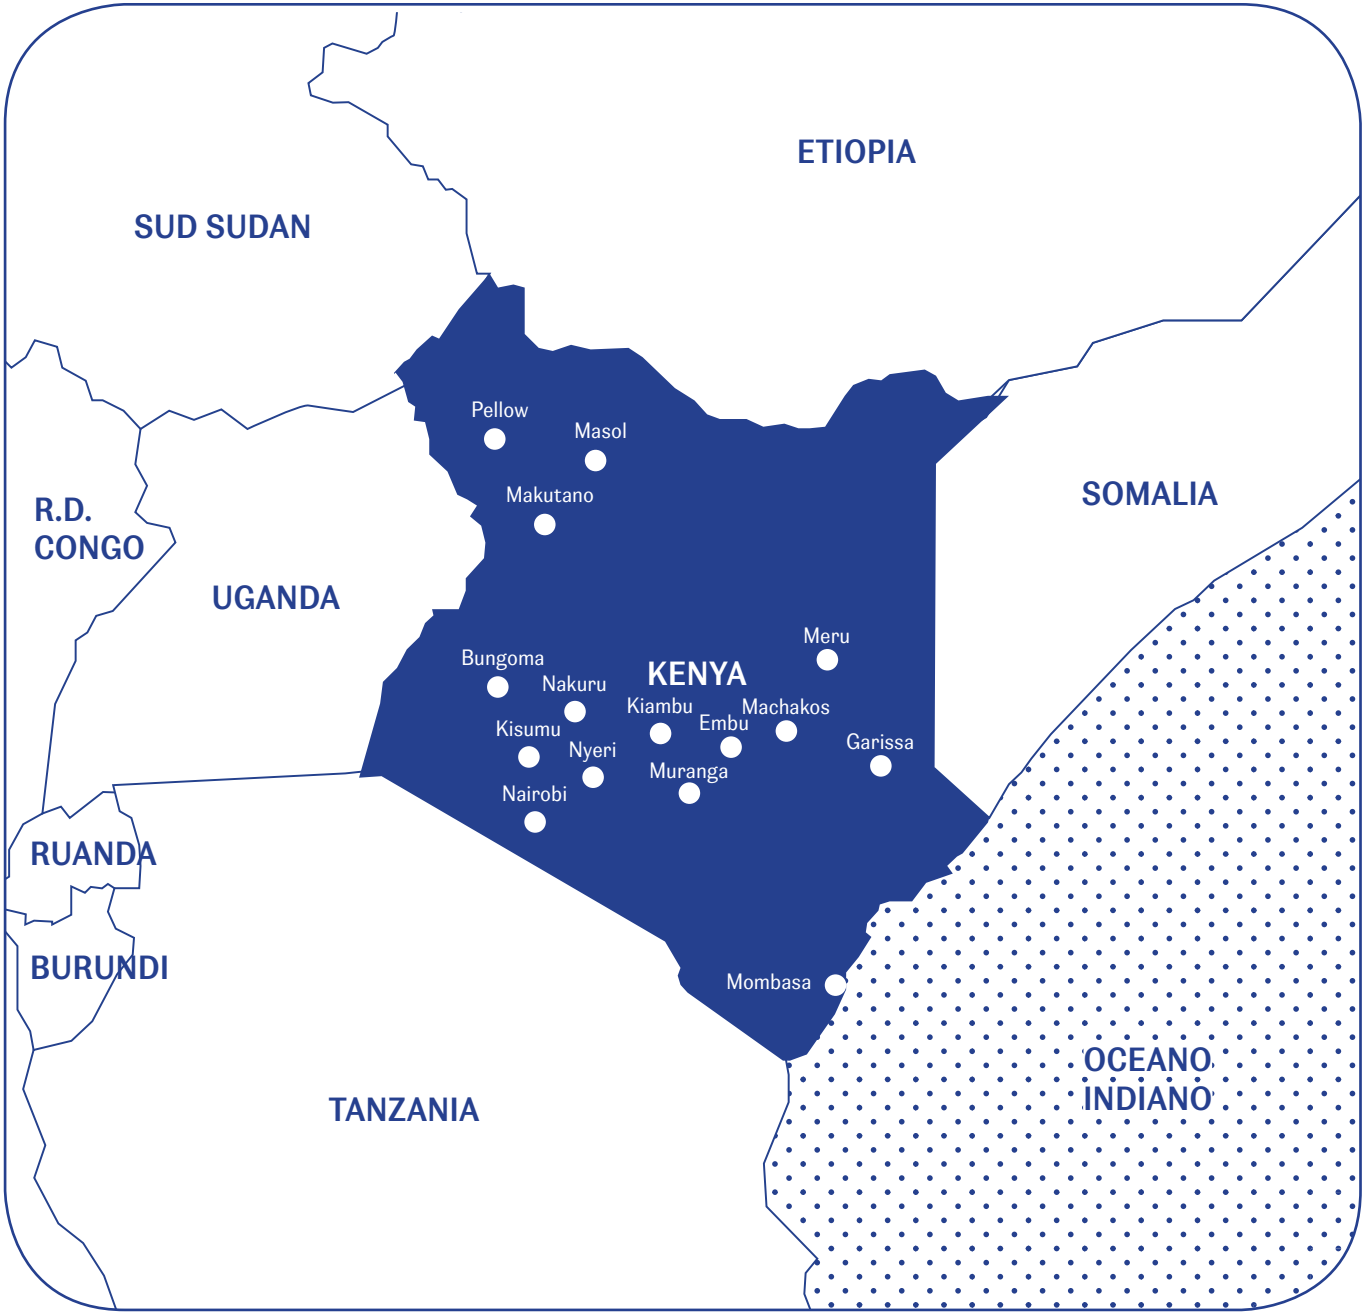 ETIOPIA
SUD SUDAN
Pellow
Masol
Makutano
SOMALIA
R.D.
CONGO
UGANDA
Meru
Bungoma
KENYA
Nakuru
Kiambu
Machakos
Embu
Kisumu
Nyeri
Garissa
Muranga
Nairobi
RUANDA
BURUNDI
Mombasa
OCEANO
INDIANO
TANZANIA